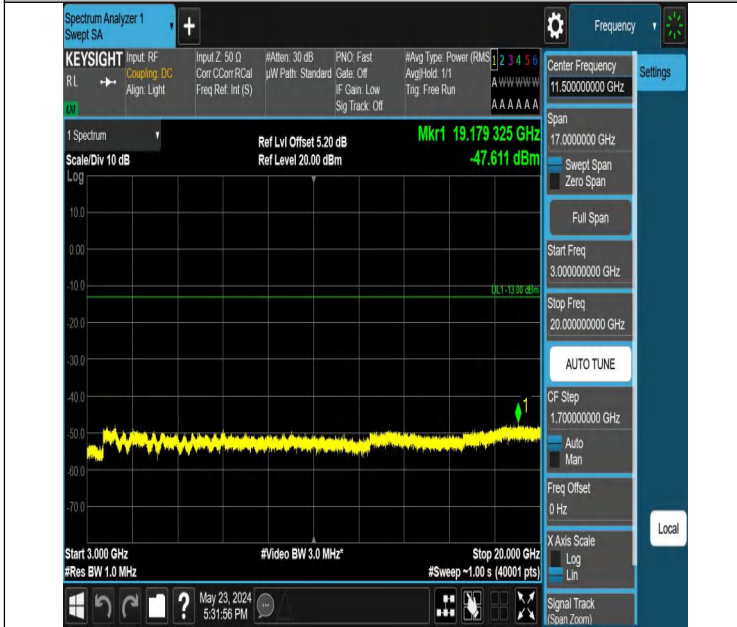 Spectrum Analyzer 1
Swept SA
+
Frequency
KEYSIGHT
RL
Input: RF
Coupling: DC
Align: Light
Input Z: 50 Ω
Corr CCorr RCal
Freq Ref: Int (S)
#Atten: 30 dB
µW Path: Standard
PNO: Fast
Gate: Off
IF Gain: Low
Sig Track: Off
#Avg Type: Power (RMS
Avg|Hold: 1/1
Trig: Free Run
1 2 3 4 5 6
A W W W W W
A A A A A A
1 Spectrum
Scale/Div 10 dB
Ref Lvl Offset 5.20 dB
Ref Level 20.00 dBm
Mkr1 19.179 325 GHz
-47.611 dBm
Log
10.0
0.00
-10.0
DL1 -13.00 dBm
-20.0
-30.0
-40.0
1
-50.0
-60.0
-70.0
Start 3.000 GHz
#Video BW 3.0 MHz*
Stop 20.000 GHz
#Res BW 1.0 MHz
#Sweep ~1.00 s (40001 pts)
?
May 23, 2024
5:31:56 PM
Center Frequency
11.500000000 GHz
Settings
Span
17.0000000 GHz
Swept Span
Zero Span
Full Span
Start Freq
3.000000000 GHz
Stop Freq
20.000000000 GHz
AUTO TUNE
CF Step
1.700000000 GHz
Auto
Man
Freq Offset
0 Hz
Local
X Axis Scale
Log
Lin
Signal Track
(Span Zoom)